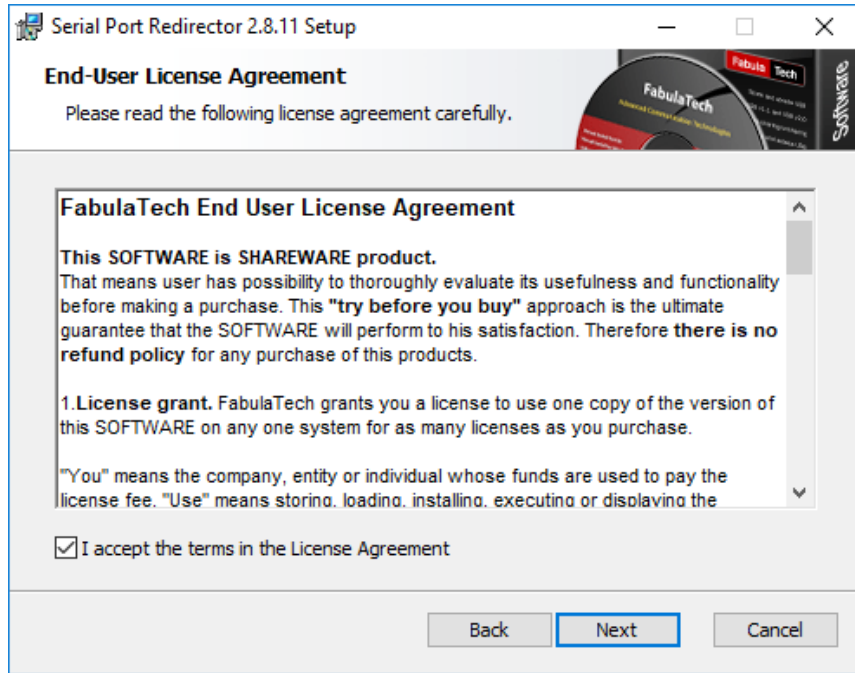 Serial Port Redirector 2.8.11 Setup
End-User License Agreement
Please read the following license agreement carefully.
Fabula Tech
FabulaTech
Advanced Communication Technologies
Software
FabulaTech End User License Agreement
This SOFTWARE is SHAREWARE product.
That means user has possibility to thoroughly evaluate its usefulness and functionality
before making a purchase. This "try before you buy" approach is the ultimate
guarantee that the SOFTWARE will perform to his satisfaction. Therefore there is no
refund policy for any purchase of this products.
1.License grant. FabulaTech grants you a license to use one copy of the version of
this SOFTWARE on any one system for as many licenses as you purchase.
"You" means the company, entity or individual whose funds are used to pay the
license fee. "Use" means storing, loading, installing, executing or displaying the
I accept the terms in the License Agreement
Back
Next
Cancel